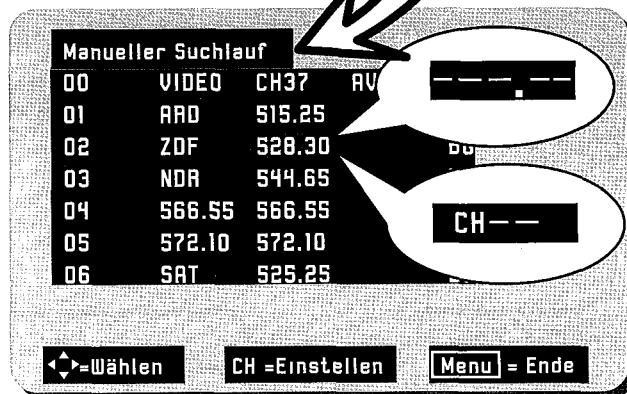 Manueller Suchlauf
00 VIDEO CH37 AV
---.--
01 ARD 515.25
02 ZDF 528.30
03 NDR 544.65
04 566.55 566.55
CH--
05 572.10 572.10
06 SAT 525.25
=Wählen CH =Einstellen Menu = Ende